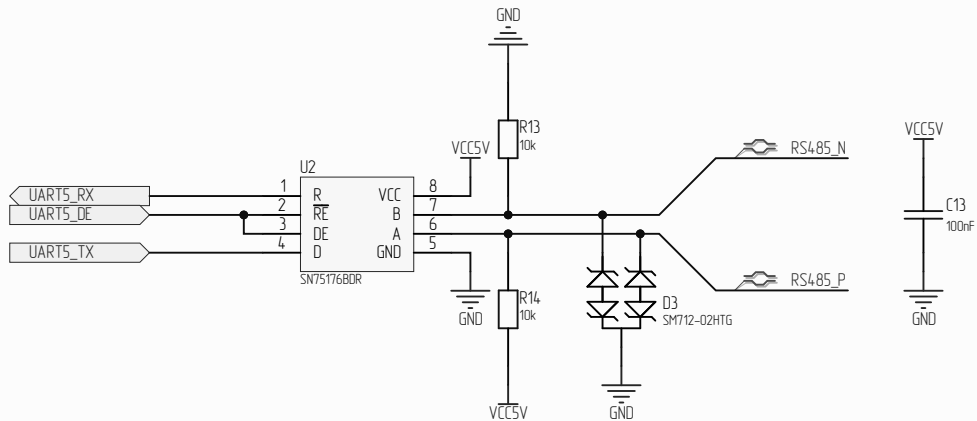 GND
R13
10k
VCC5V
RS485_N
VCC5V
U2
UART5_RX
1
R
VCC
8
UART5_DE
2
RE
B
7
3
DE
A
6
UART5_TX
4
D
GND
5
SN75176BDR
C13
100nF
RS485_P
GND
R14
10k
D3
SM712-02HTG
GND
VCC5V
GND